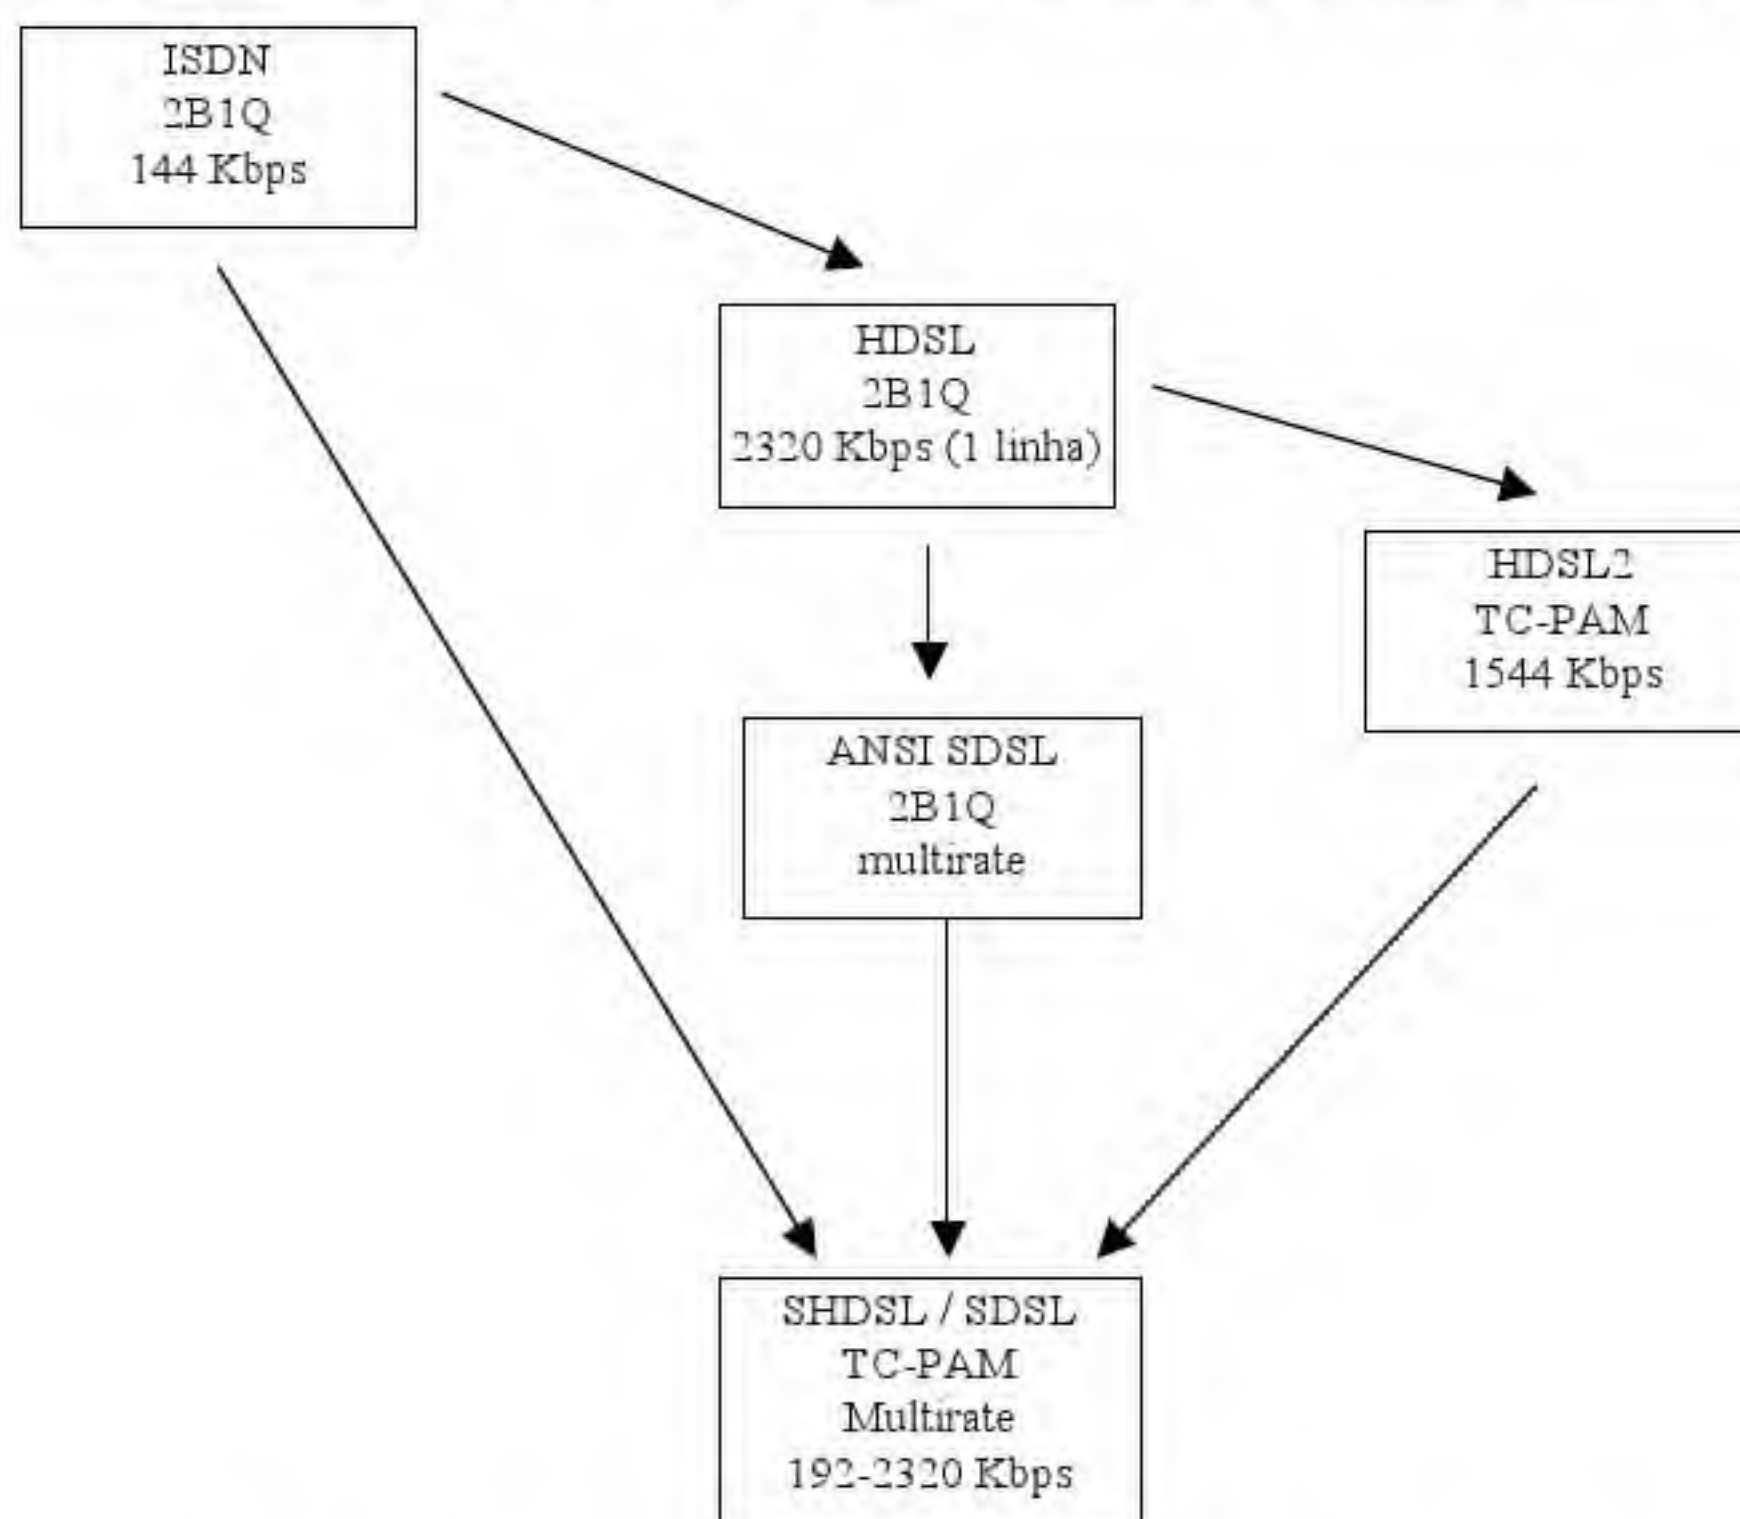 ISDN
2B1Q
144 Kbps
HDSL
2B1Q
2320 Kbps (1 linha)
HDSL2
TC-PAM
1544 Kbps
ANSI SDSL
2B1Q
multirate
SHDSL / SDSL
TC-PAM
Multirate
192-2320 Kbps